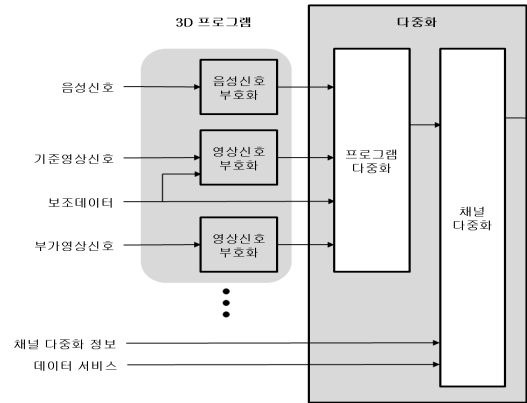 3D 프로그램
다중화
음성신호
음성신호
부호화
기준영상신호
영상신호
부호화
프로그램
다중화
보조데이터
채널
다중화
부가영상신호
영상신호
부호화
채널 다중화 정보
데이터 서비스